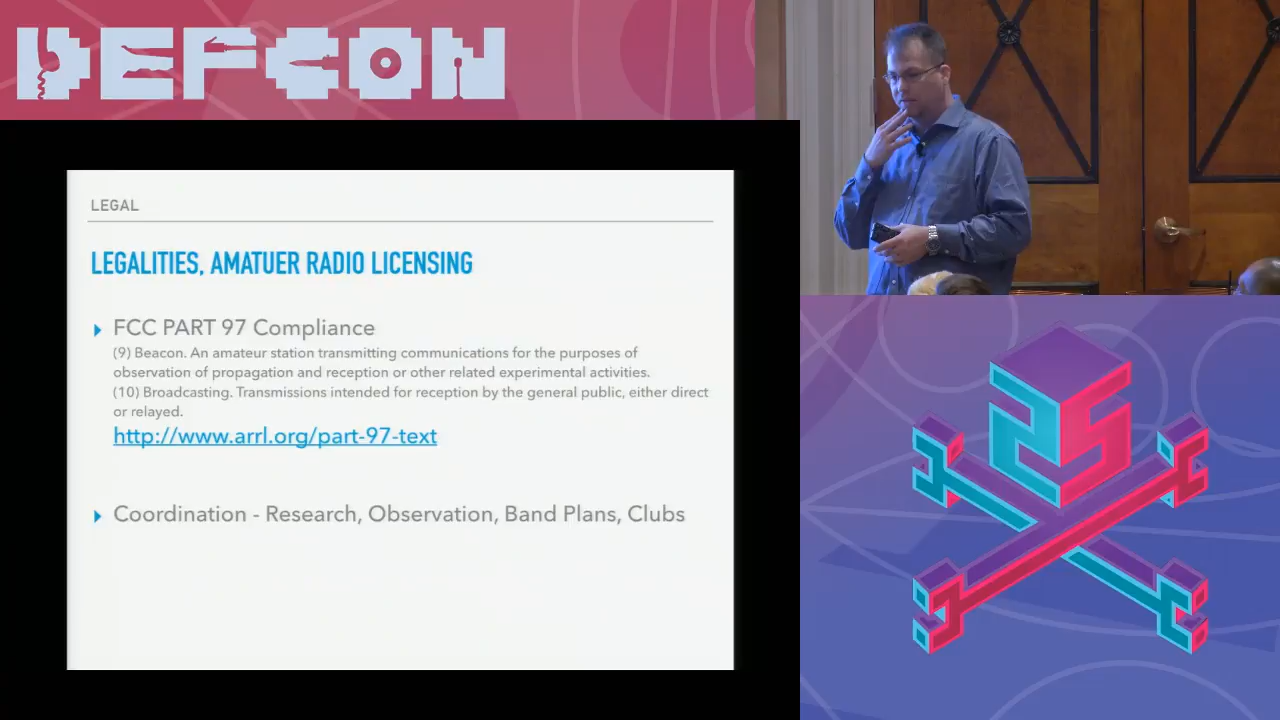 DEFCON
LEGAL
LEGALITIES, AMATUER RADIO LICENSING
FCC PART 97 Compliance
(9) Beacon. An amateur station transmitting communications for the purposes of
observation of propagation and reception or other related experimental activities.
(10) Broadcasting. Transmissions intended for reception by the general public, either direct
or relayed.
http://www.arrl.org/part-97-text
Coordination - Research, Observation, Band Plans, Clubs
25